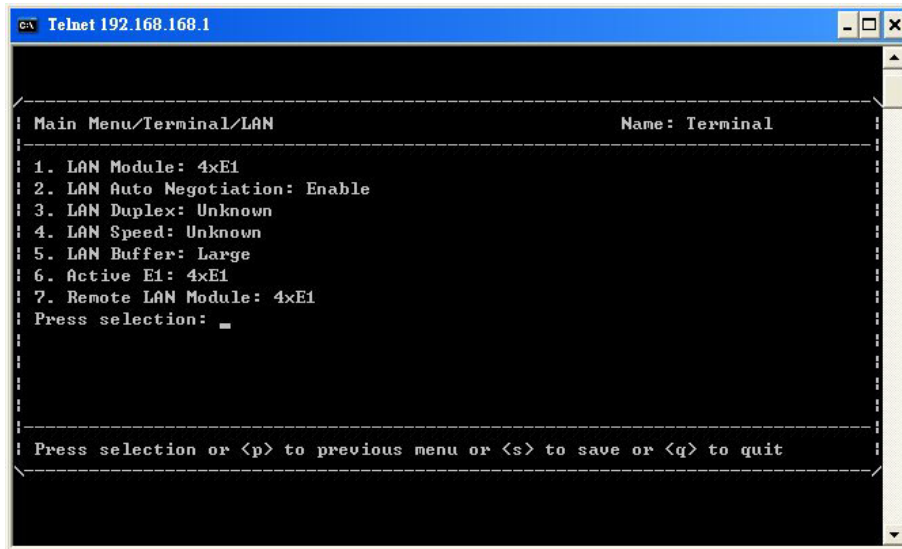 Telnet 192.168.168.1
Main Menu/Terminal/LAN Name: Terminal
1. LAN Module: 4xE1
2. LAN Auto Negotiation: Enable
3. LAN Duplex: Unknown
4. LAN Speed: Unknown
5. LAN Buffer: Large
6. Active E1: 4xE1
7. Remote LAN Module: 4xE1
Press selection: _
Press selection or <p> to previous menu or <s> to save or <q> to quit